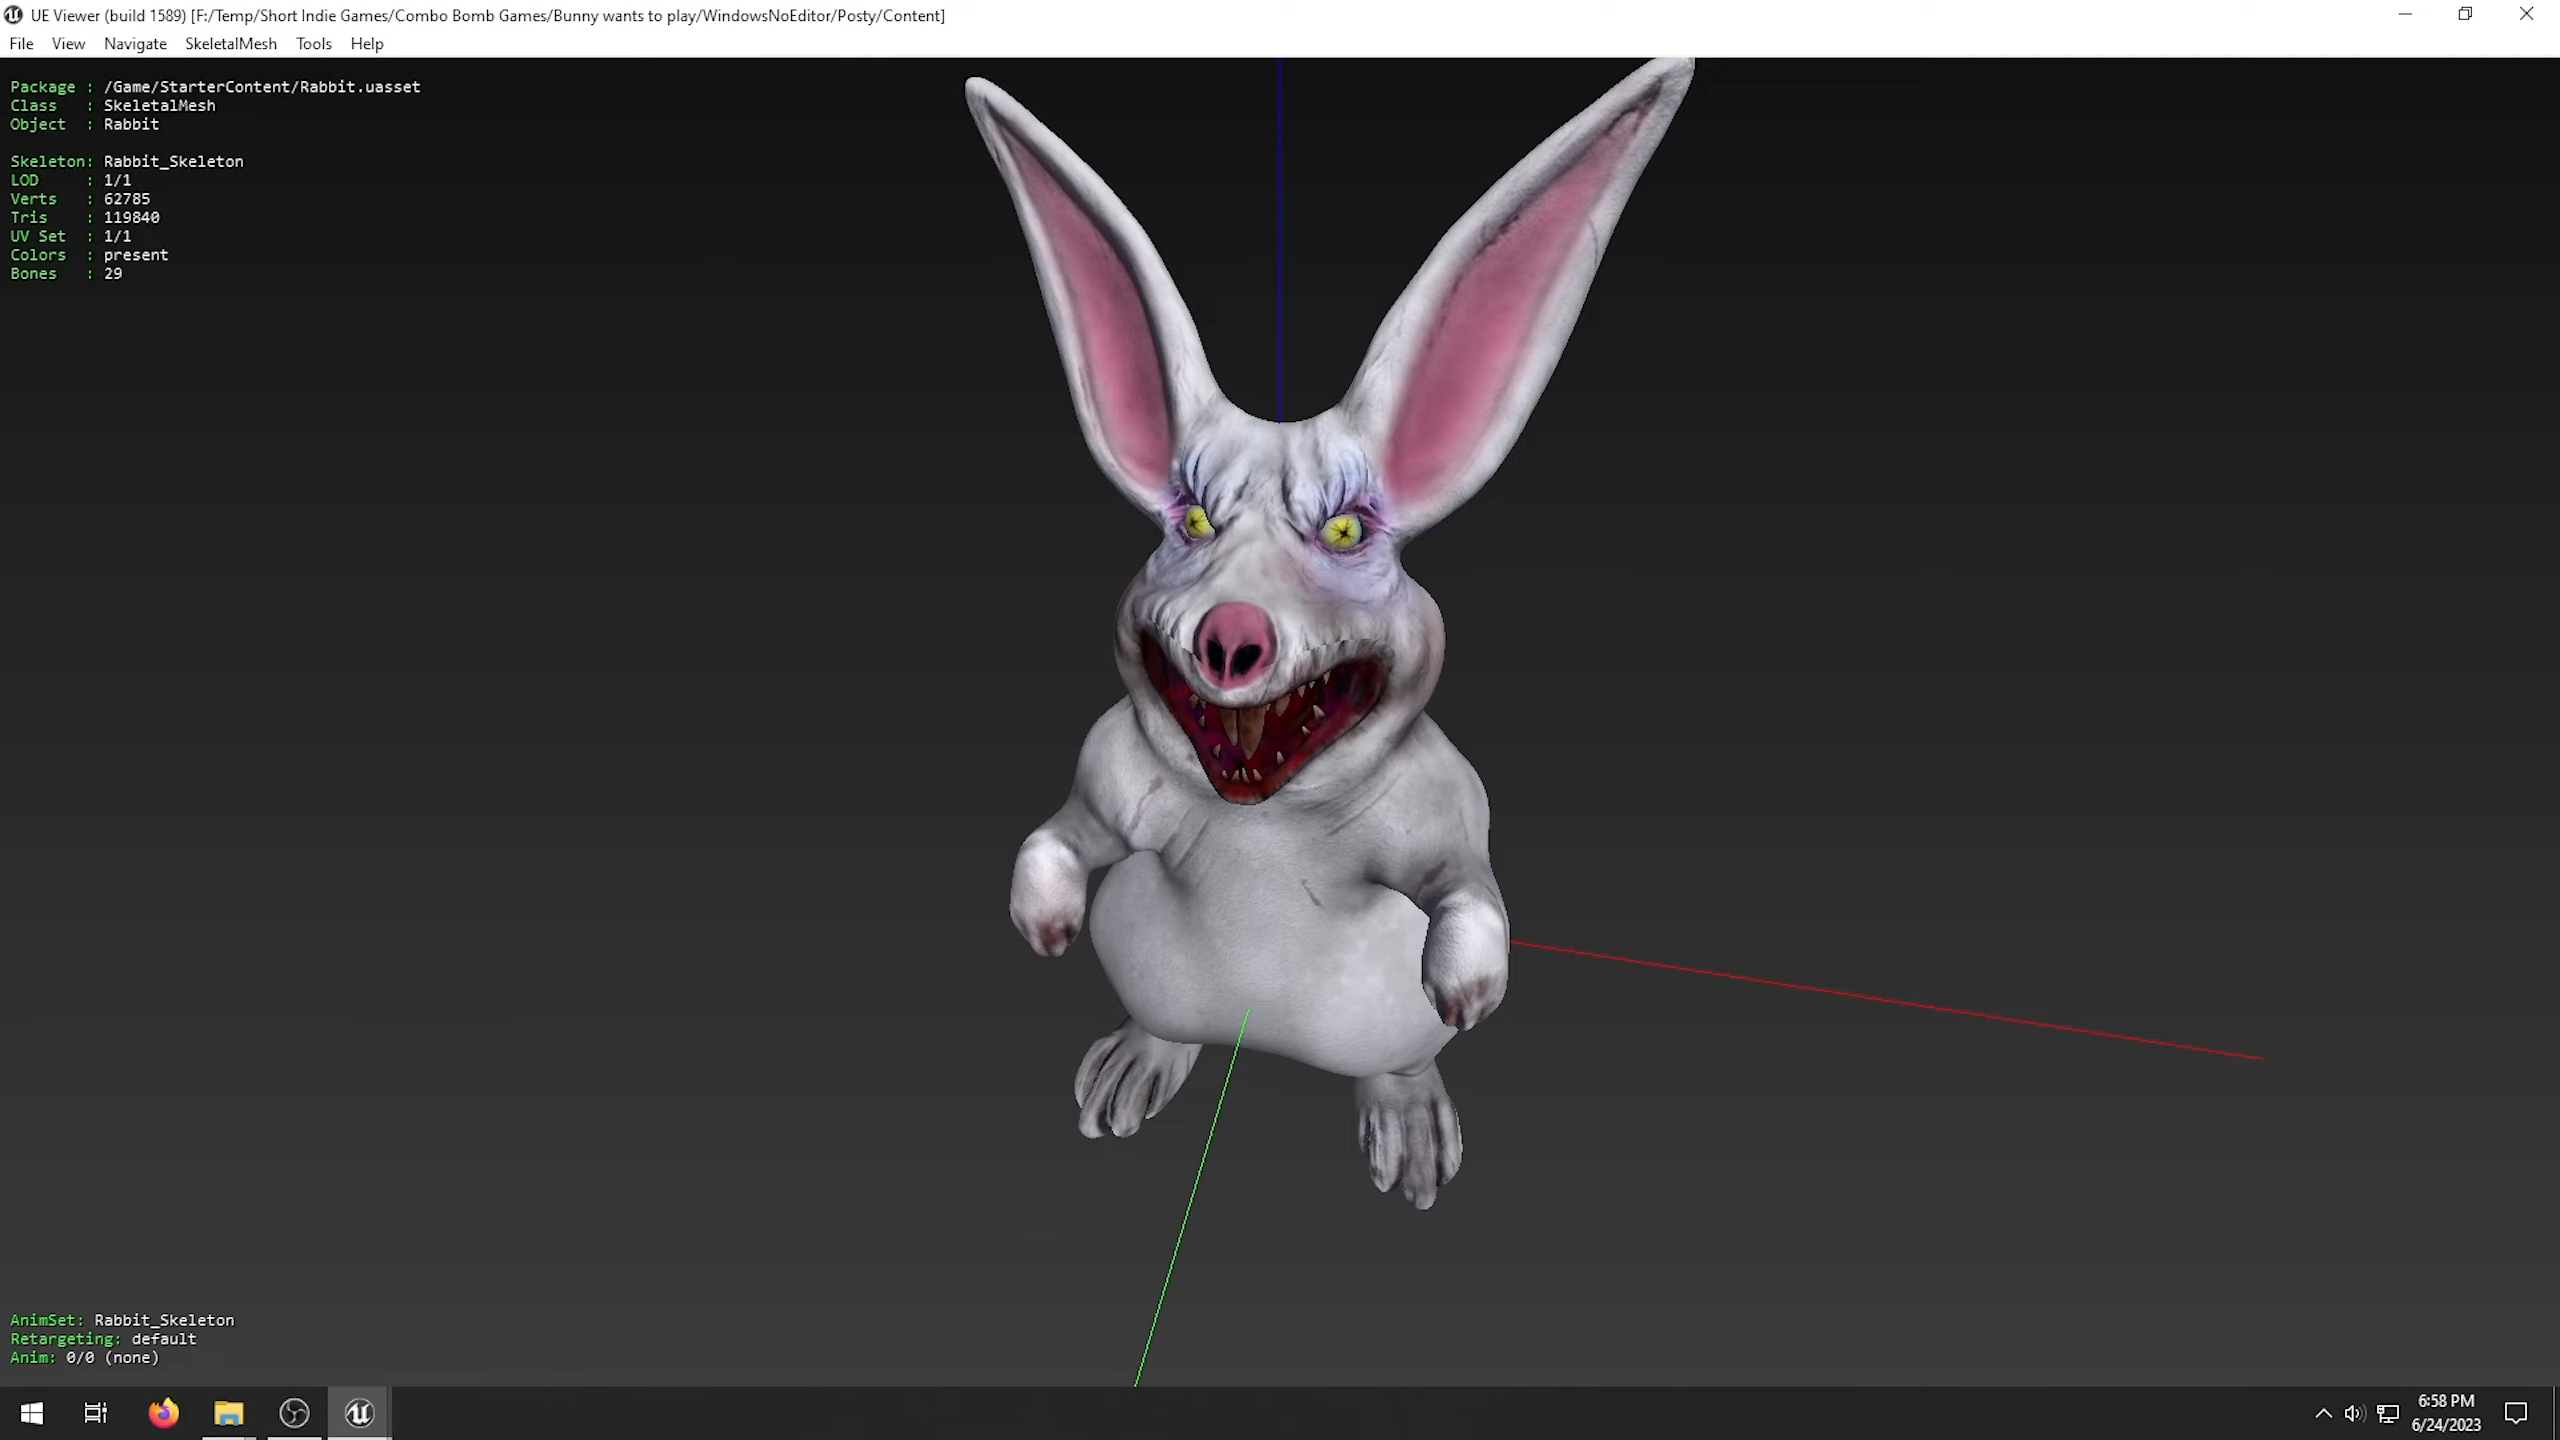 UE Viewer (build 1589) [F:/Temp/Short Indie Games/Combo Bomb Games/Bunny wants to play/WindowsNoEditor/Posty/Content]
File View Navigate SkeletalMesh Tools Help
Package : /Game/StarterContent/Rabbit.uasset
Class : SkeletalMesh
Object : Rabbit
Skeleton: Rabbit_Skeleton
LOD : 1/1
Verts : 62785
Tris : 119840
UV Set : 1/1
Colors : present
Bones : 29
AnimSet: Rabbit_Skeleton
Retargeting: default
Anim: 0/0 (none)
6:58 PM
6/24/2023